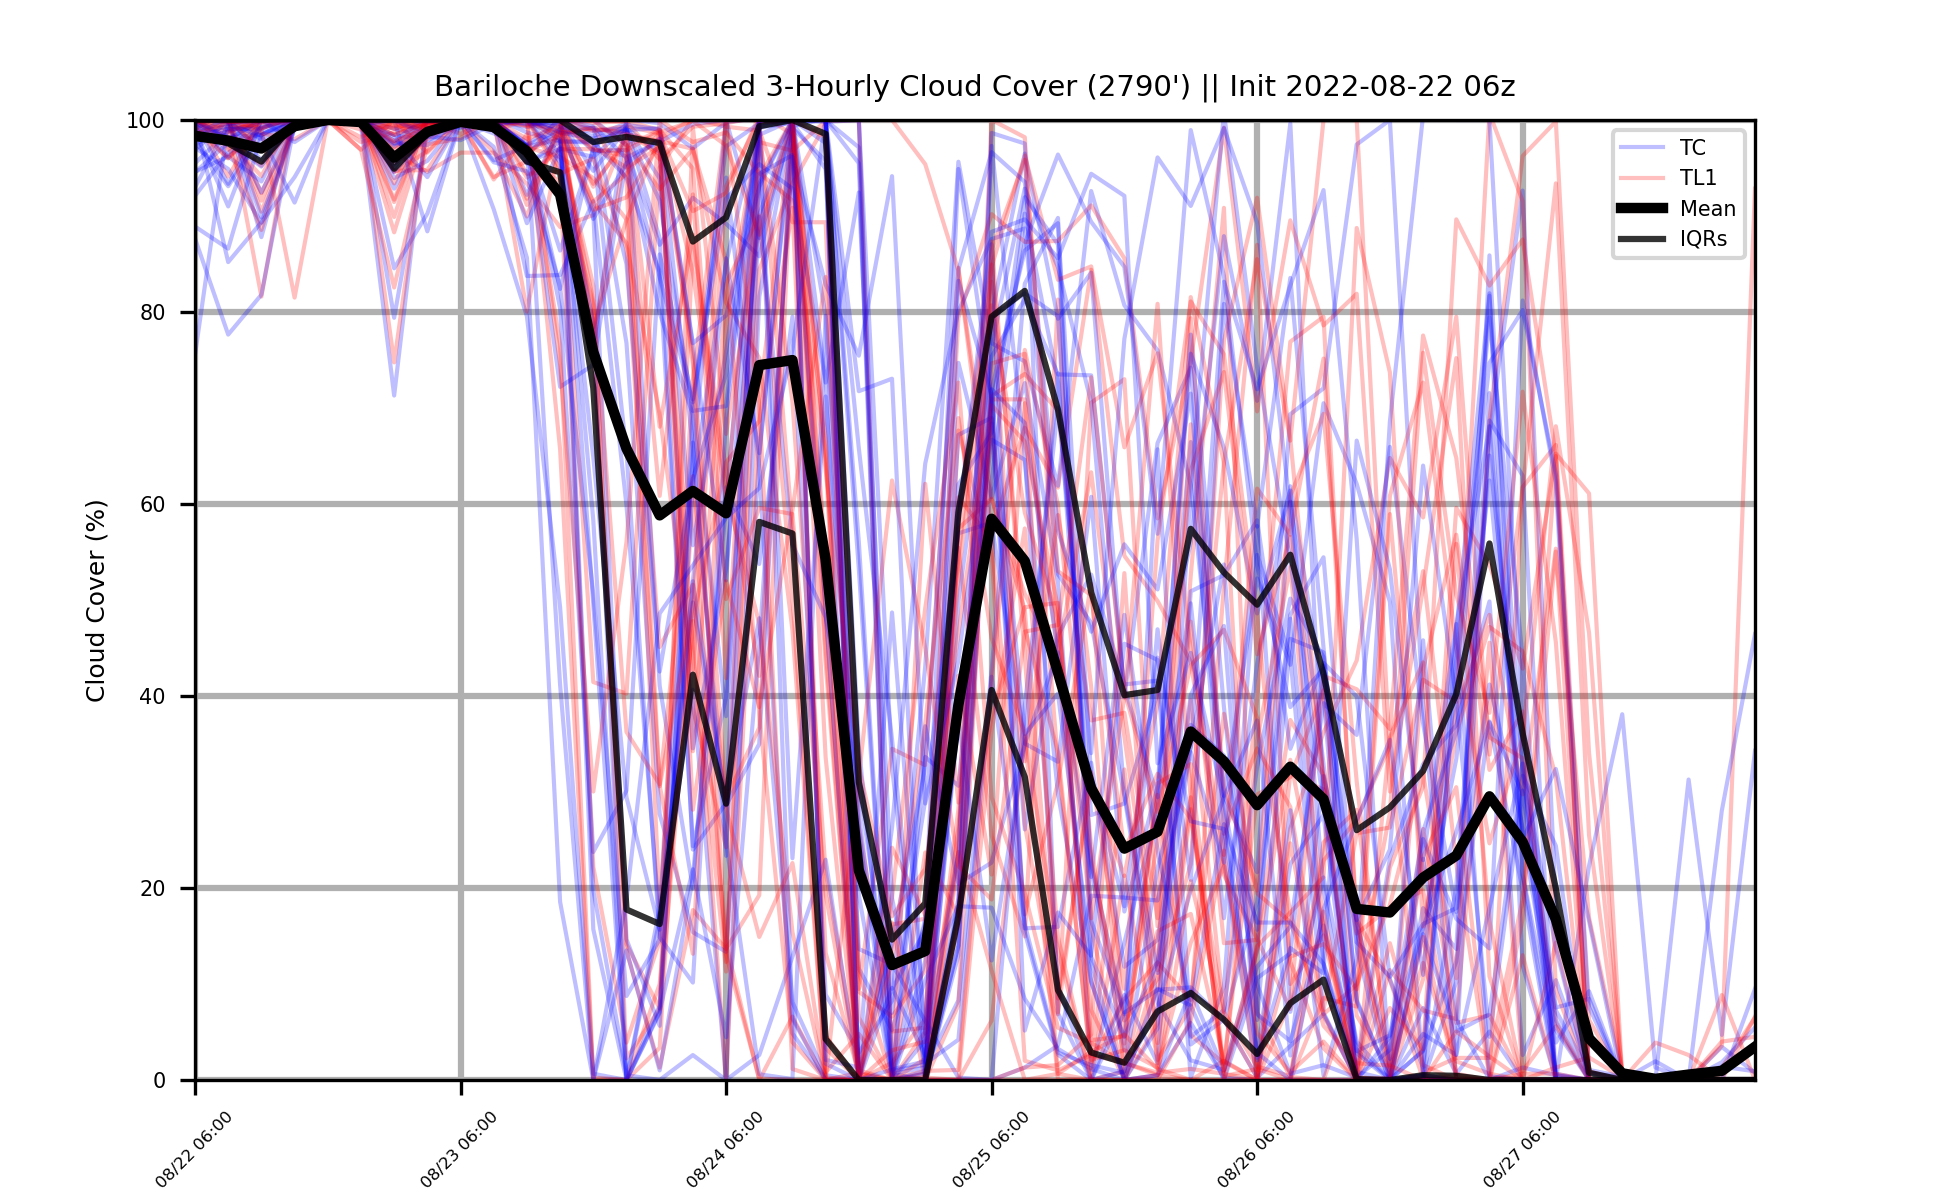 Bariloche Downscaled 3-Hourly Cloud Cover (2790') || Init 2022-08-22 06z
Cloud Cover (%)
100
80
60
40
20
0
TC
TL1
Mean
IQRs
08/22 06:00
08/23 06:00
08/24 06:00
08/25 06:00
08/26 06:00
08/27 06:00